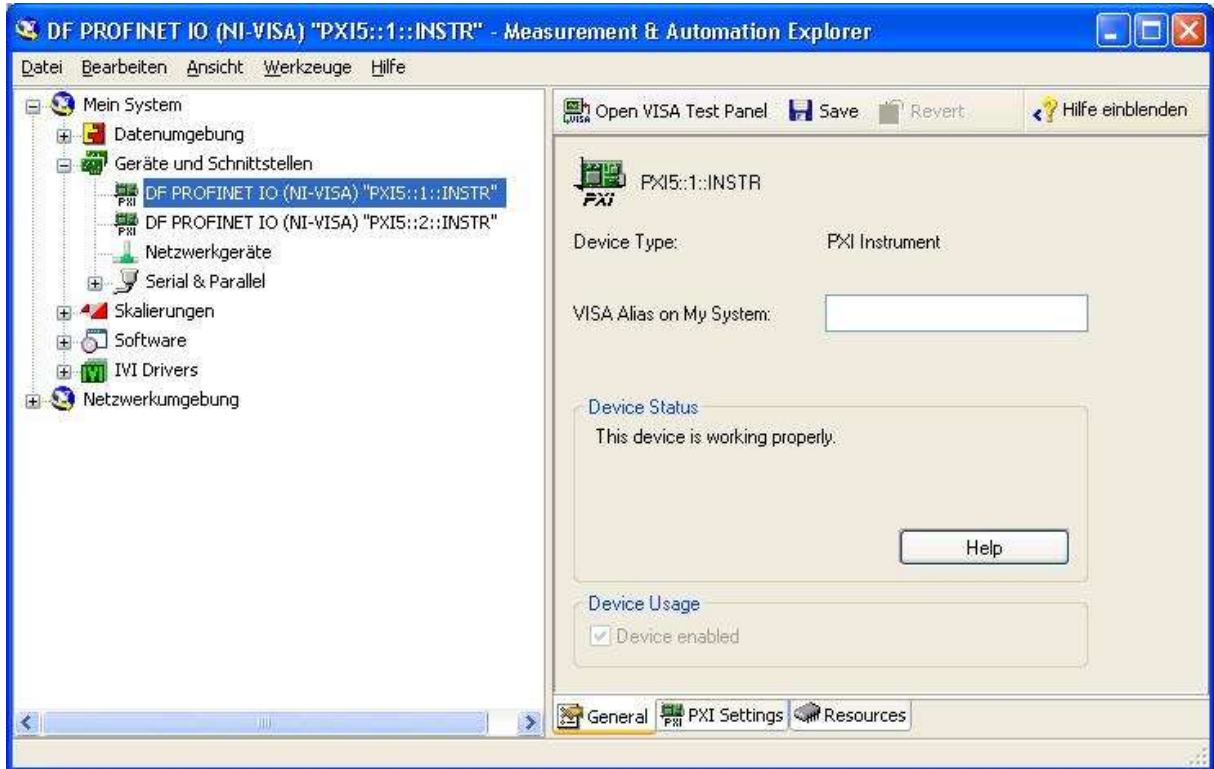 DF PROFINET IO (NI-VISA) "PXI5::1::INSTR" - Measurement & Automation Explorer
Datei Bearbeiten Ansicht Werkzeuge Hilfe
Mein System
Datenumgebung
Geräte und Schnittstellen
DF PROFINET IO (NI-VISA) "PXI5::1::INSTR"
DF PROFINET IO (NI-VISA) "PXI5::2::INSTR"
Netzwerkgeräte
Serial & Parallel
Skalierungen
Software
IVI Drivers
Netzwerkumgebung
Open VISA Test Panel Save Revert Hilfe einblenden
PXI
PXI5::1::INSTR
Device Type: PXI Instrument
VISA Alias on My System:
Device Status
This device is working properly.
Help
Device Usage
Device enabled
General PXI Settings Resources